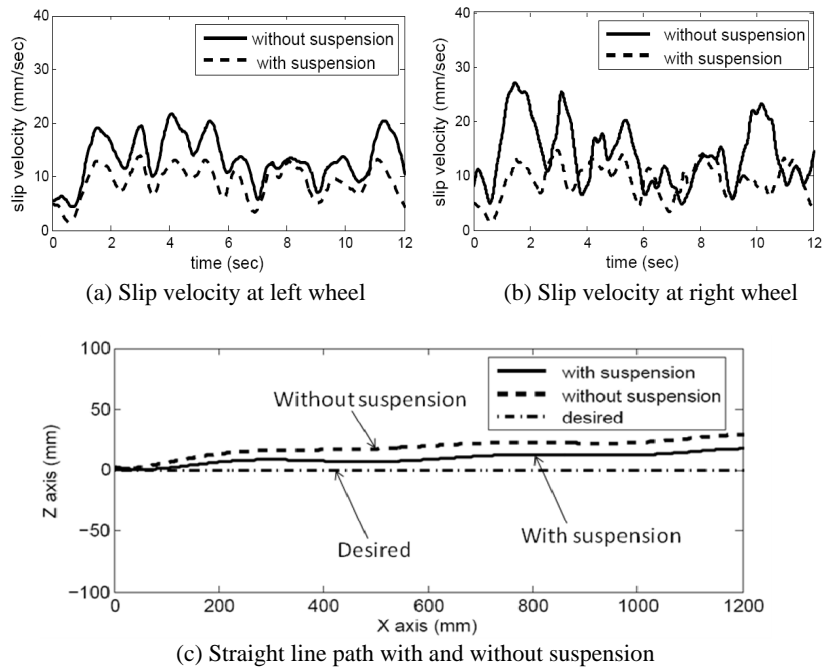 40
30
20
10
0
0 2 4 6 8 10 12
slip velocity (mm/sec)
time (sec)
without suspension
with suspension
(a) Slip velocity at left wheel
40
30
20
10
0
0 2 4 6 8 10 12
slip velocity (mm/sec)
time (sec)
without suspension
with suspension
(b) Slip velocity at right wheel
100
50
0
−50
−100
0 200 400 600 800 1000 1200
Z axis (mm)
X axis (mm)
with suspension
without suspension
desired
Without suspension
With suspension
Desired
(c) Straight line path with and without suspension